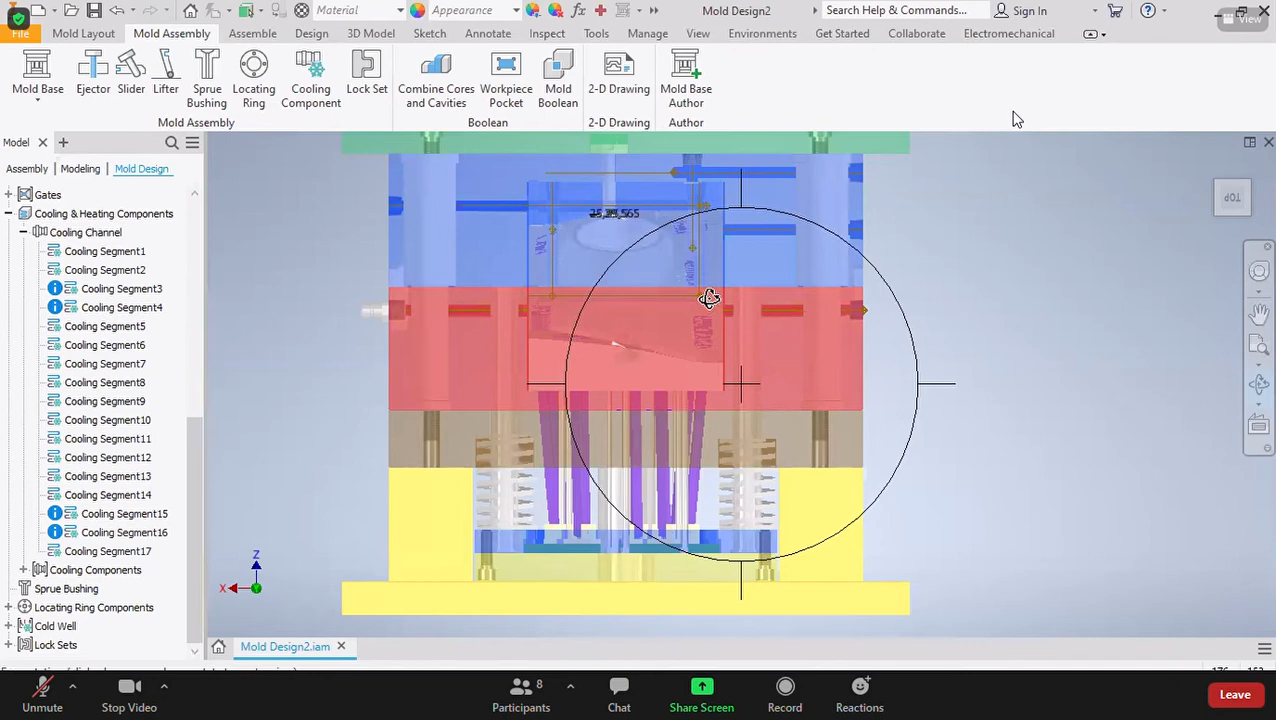 Material
Appearance
fx
Mold Design2
Search Help & Commands...
Sign In
View
File
Mold Layout
Mold Assembly
Assemble
Design
3D Model
Sketch
Annotate
Inspect
Tools
Manage
View
Environments
Get Started
Collaborate
Electromechanical
Mold Base
Ejector
Slider
Lifter
Sprue Bushing
Locating Ring
Cooling Component
Lock Set
Combine Cores and Cavities
Workpiece Pocket
Mold Boolean
2-D Drawing
Mold Base Author
Mold Assembly
Boolean
2-D Drawing
Author
Model
Assembly
Modeling
Mold Design
Gates
Cooling & Heating Components
Cooling Channel
Cooling Segment1
Cooling Segment2
Cooling Segment3
Cooling Segment4
Cooling Segment5
Cooling Segment6
Cooling Segment7
Cooling Segment8
Cooling Segment9
Cooling Segment10
Cooling Segment11
Cooling Segment12
Cooling Segment13
Cooling Segment14
Cooling Segment15
Cooling Segment16
Cooling Segment17
Cooling Components
Sprue Bushing
Locating Ring Components
Cold Well
Lock Sets
TOP
Z
X
Mold Design2.iam
Unmute
Stop Video
8
Participants
Chat
Share Screen
Record
Reactions
Leave